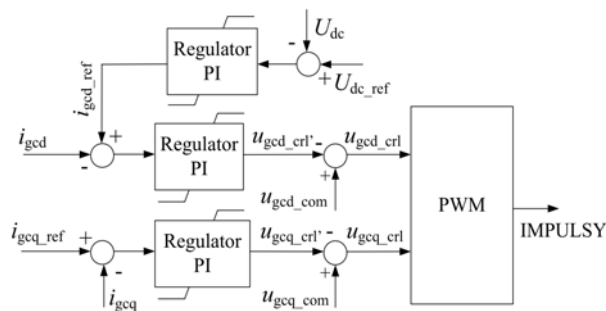 U_dc
-
Regulator
PI
+ U_dc_ref
i_gcd_ref
i_gcd
+
-
Regulator
PI
u_gcd_crl' -
u_gcd_crl
+
u_gcd_com
PWM
IMPULSY
i_gcq_ref
+
-
i_gcq
Regulator
PI
u_gcq_crl' -
u_gcq_crl
+
u_gcq_com